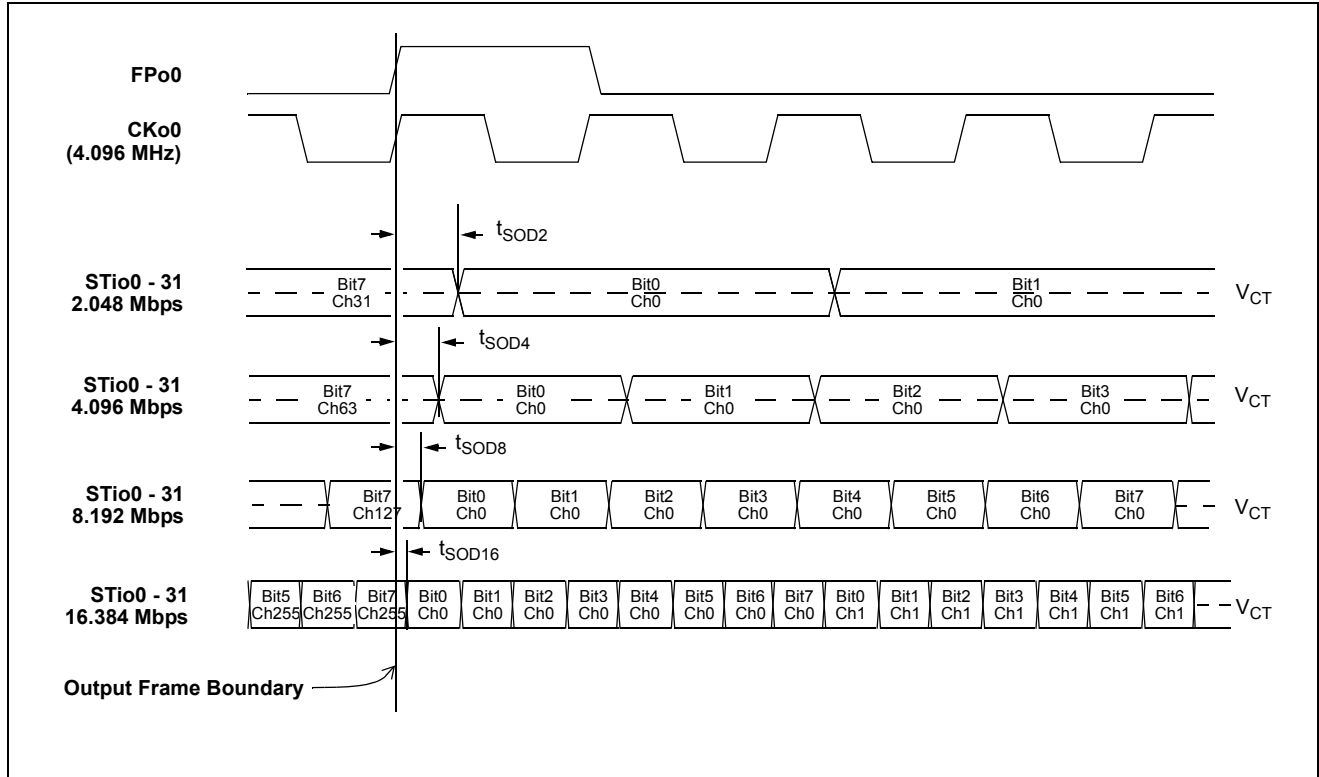 FPo0
CKo0
(4.096 MHz)
tSOD2
STio0 - 31
2.048 Mbps
Bit7
Ch31
Bit0
Ch0
Bit1
Ch0
VCT
tSOD4
STio0 - 31
4.096 Mbps
Bit7
Ch63
Bit0
Ch0
Bit1
Ch0
Bit2
Ch0
Bit3
Ch0
VCT
tSOD8
STio0 - 31
8.192 Mbps
Bit7
Ch127
Bit0
Ch0
Bit1
Ch0
Bit2
Ch0
Bit3
Ch0
Bit4
Ch0
Bit5
Ch0
Bit6
Ch0
Bit7
Ch0
VCT
tSOD16
STio0 - 31
16.384 Mbps
Bit5
Ch255
Bit6
Ch255
Bit7
Ch255
Bit0
Ch0
Bit1
Ch0
Bit2
Ch0
Bit3
Ch0
Bit4
Ch0
Bit5
Ch0
Bit6
Ch0
Bit7
Ch0
Bit0
Ch1
Bit1
Ch1
Bit2
Ch1
Bit3
Ch1
Bit4
Ch1
Bit5
Ch1
Bit6
Ch1
VCT
Output Frame Boundary